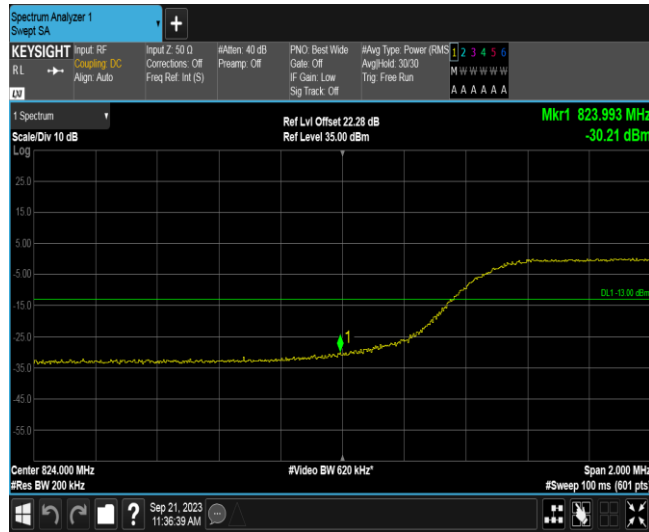 Spectrum Analyzer 1
Swept SA
+
KEYSIGHT Input: RF Input Z: 50 Ω #Atten: 40 dB PNO: Best Wide #Avg Type: Power (RMS 1 2 3 4 5 6
RL Coupling: DC Corrections: Off Preamp: Off Gate: Off Avg|Hold: 30/30 M W W W W W
Align: Auto Freq Ref: Int (S) IF Gain: Low Trig: Free Run
LXI Sig Track: Off A A A A A A
1 Spectrum Ref Lvl Offset 22.28 dB Mkr1 823.993 MHz
Scale/Div 10 dB Ref Level 35.00 dBm -30.21 dBm
Log
25.0
15.0
5.00
-5.00
DL1 -13.00 dBm
-15.0
-25.0
1
-35.0
-45.0
-55.0
Center 824.000 MHz #Video BW 620 kHz* Span 2.000 MHz
#Res BW 200 kHz #Sweep 100 ms (601 pts)
? Sep 21, 2023
11:36:39 AM